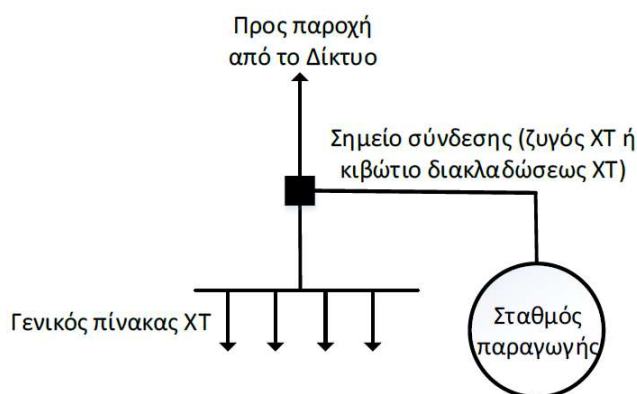 Προς παροχή
από το Δίκτυο
Σημείο σύνδεσης (ζυγός ΧΤ ή
κιβώτιο διακλαδώσεως ΧΤ)
Γενικός πίνακας ΧΤ
Σταθμός
παραγωγής